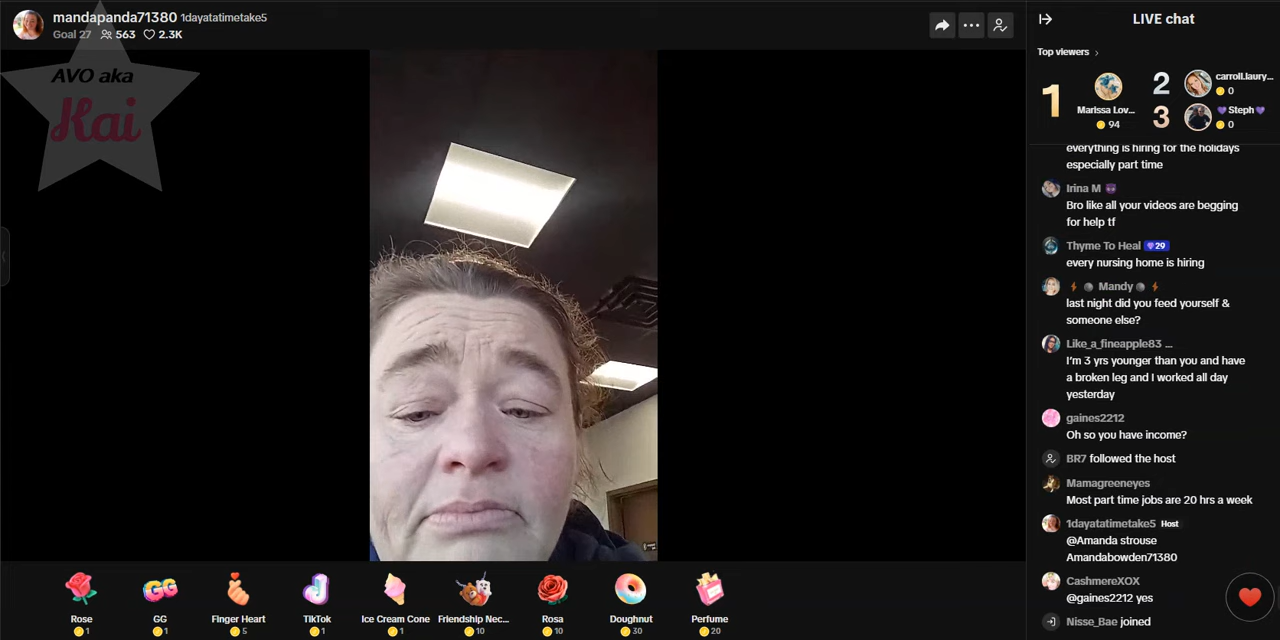 mandapanda71380 1dayatatimetake5
Goal 27 563 2.3K
AVO aka
Kai
LIVE chat
Top viewers >
1
Marissa Lov...
94
2
carroll.laury...
0
3
Steph
0
everything is hiring for the holidays
especially part time
Irina M
Bro like all your videos are begging
for help tf
Thyme To Heal 29
every nursing home is hiring
Mandy
last night did you feed yourself &
someone else?
Like_a_fineapple83 ...
I'm 3 yrs younger than you and have
a broken leg and I worked all day
yesterday
gaines2212
Oh so you have income?
BR7 followed the host
Mamagreeneyes
Most part time jobs are 20 hrs a week
1dayatatimetake5 Host
@Amanda strouse
Amandabowden71380
CashmereXOX
@gaines2212 yes
Nisse_Bae joined
GG
Rose
1
GG
1
Finger Heart
5
TikTok
1
Ice Cream Cone
1
Friendship Nec...
10
Rosa
10
Doughnut
30
Perfume
20